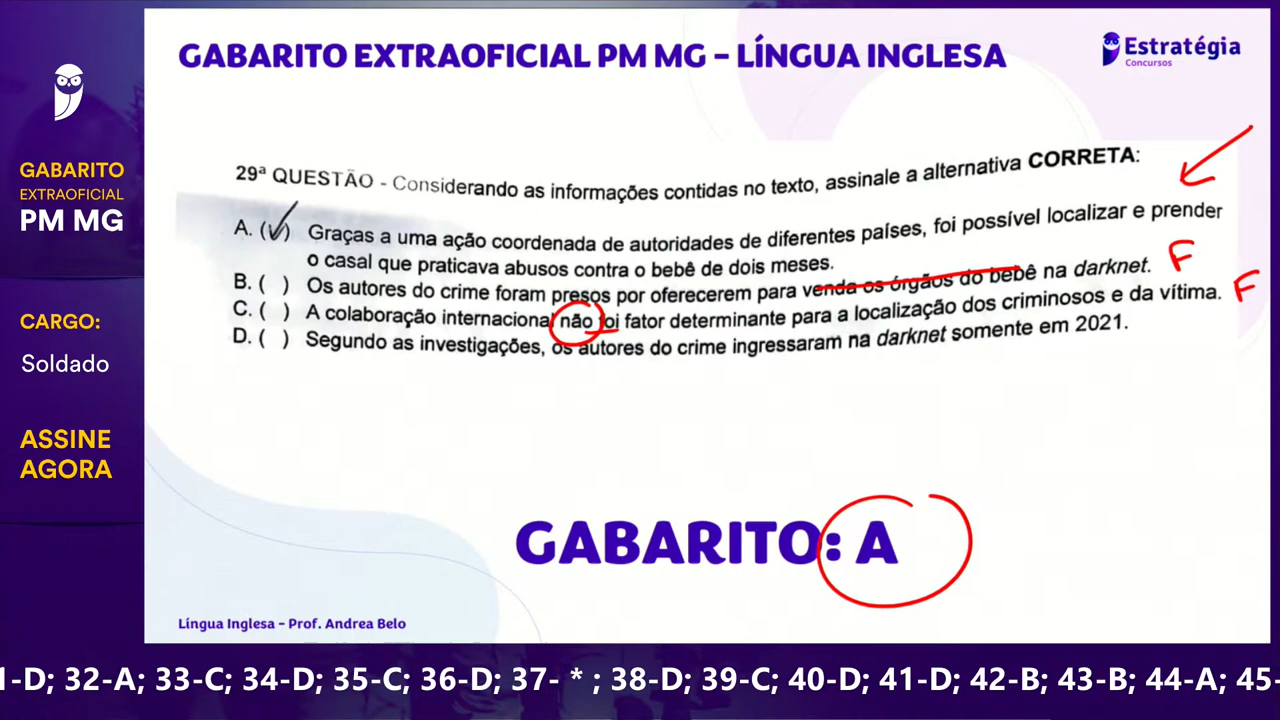 GABARITO EXTRAOFICIAL PM MG – LÍNGUA INGLESA
Estratégia
Concursos
GABARITO
EXTRAOFICIAL
PM MG
CARGO:
Soldado
ASSINE
AGORA
29ª QUESTÃO - Considerando as informações contidas no texto, assinale a alternativa CORRETA:
A. (✓) Graças a uma ação coordenada de autoridades de diferentes países, foi possível localizar e prender
o casal que praticava abusos contra o bebê de dois meses.
B. ( ) Os autores do crime foram presos por oferecerem para venda os órgãos do bebê na darknet. F
C. ( ) A colaboração internacional não foi fator determinante para a localização dos criminosos e da vítima. F
D. ( ) Segundo as investigações, os autores do crime ingressaram na darknet somente em 2021.
GABARITO: A
Língua Inglesa – Prof. Andrea Belo
-D; 32-A; 33-C; 34-D; 35-C; 36-D; 37- * ; 38-D; 39-C; 40-D; 41-D; 42-B; 43-B; 44-A; 45-